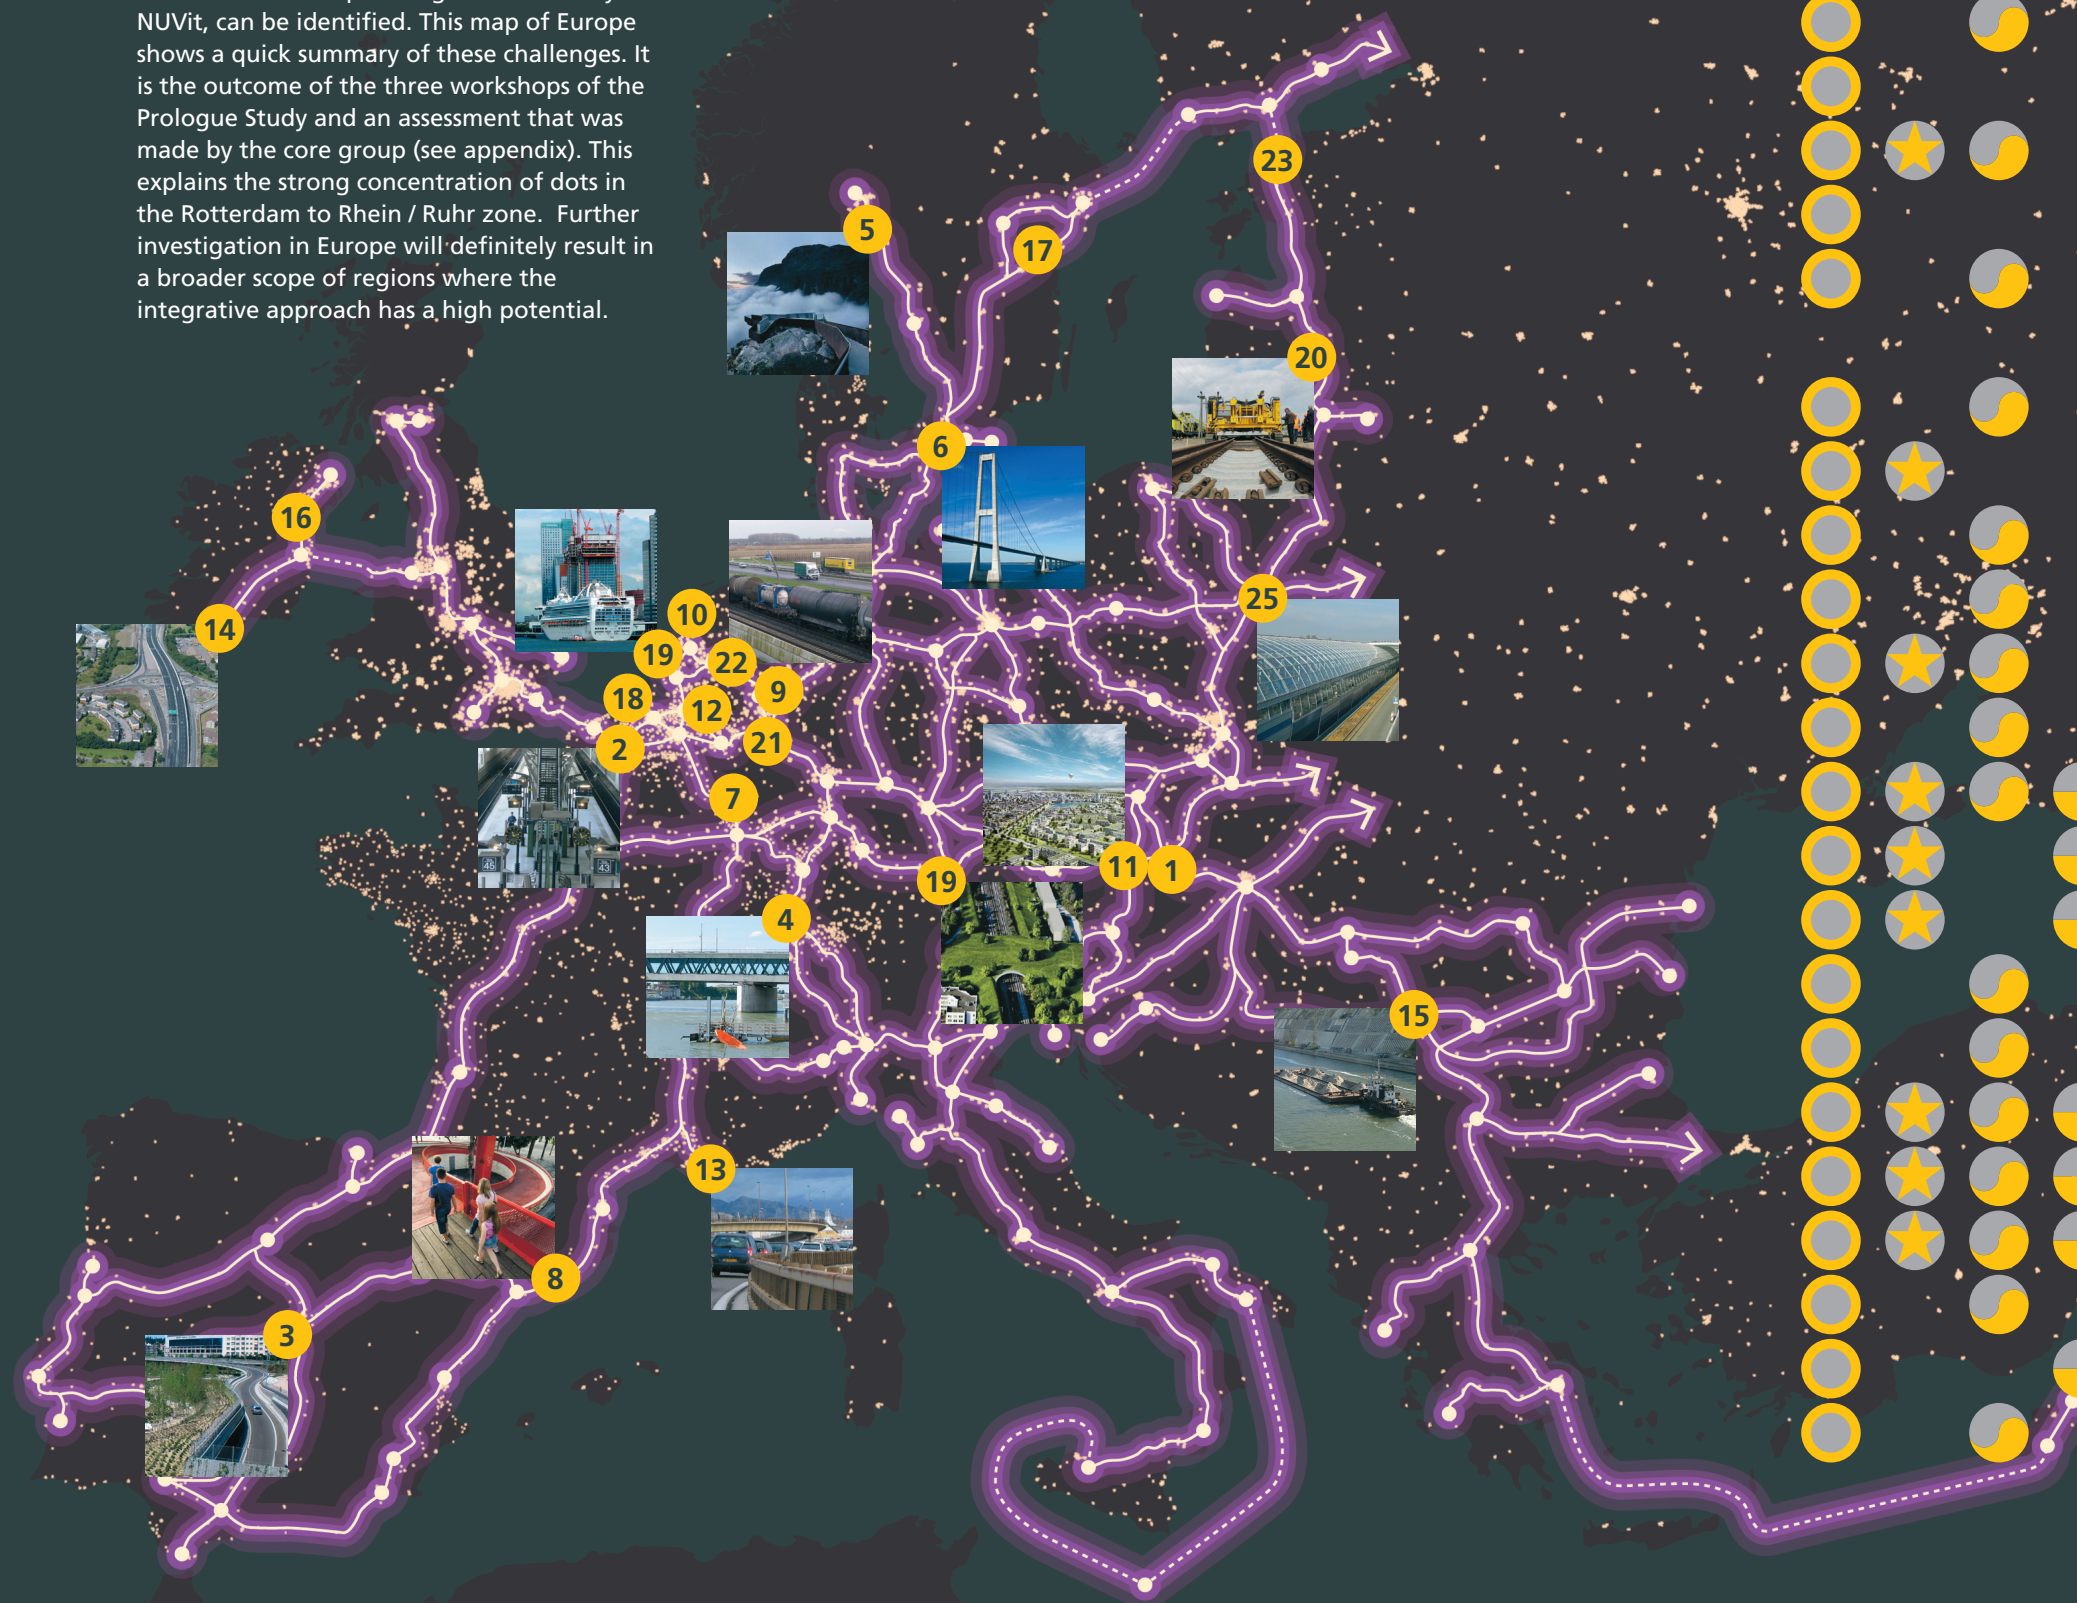 NUVit, can be identified. This map of Europe
shows a quick summary of these challenges. It
is the outcome of the three workshops of the
Prologue Study and an assessment that was
made by the core group (see appendix). This
explains the strong concentration of dots in
the Rotterdam to Rhein / Ruhr zone.  Further
investigation in Europe will definitely result in
a broader scope of regions where the
integrative approach has a high potential.
23
5
17
20
6
16
25
10
14
19
22
9
18
12
21
2
7
45
43
11
1
19
4
15
13
8
3